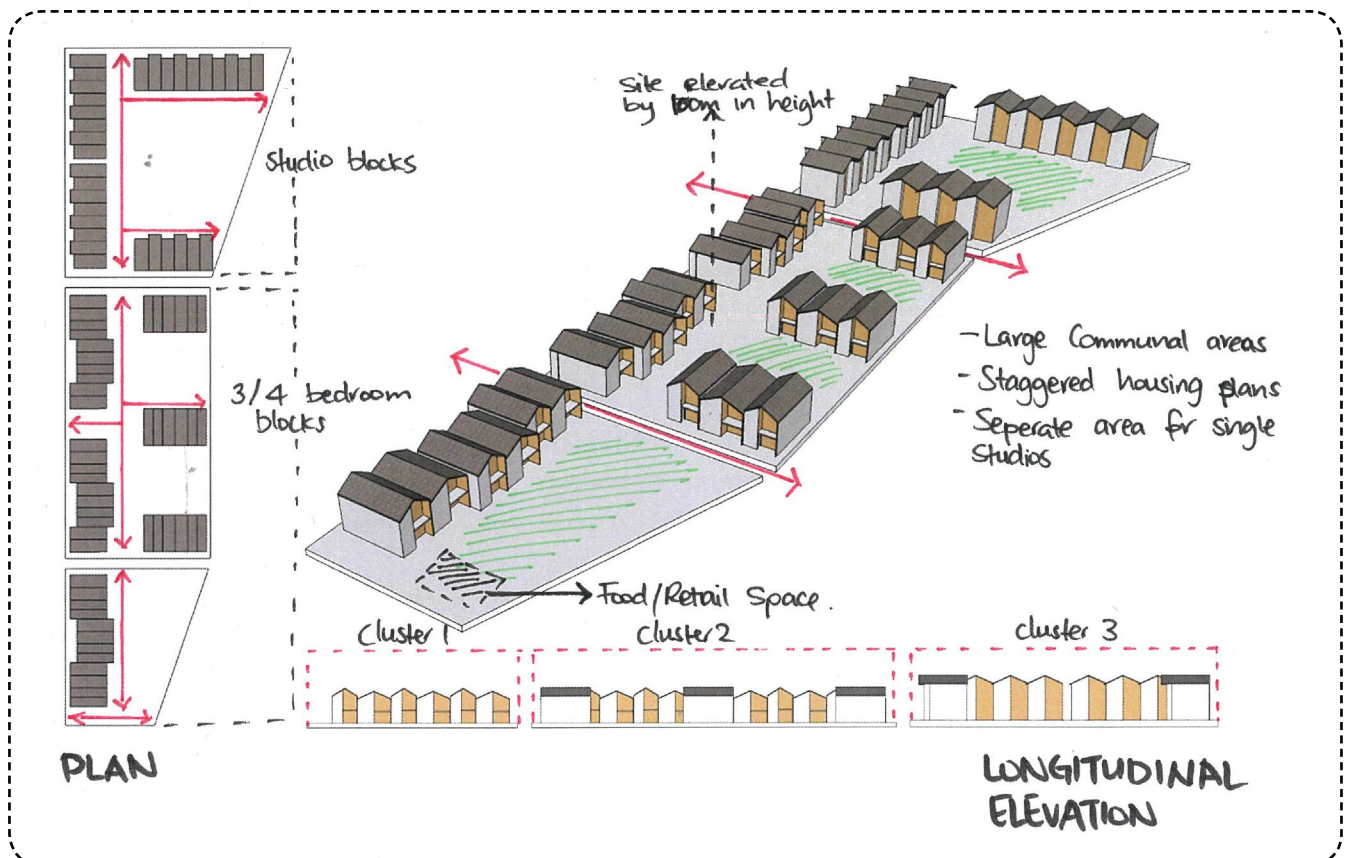 studio blocks
3/4 bedroom
blocks
PLAN
site elevated
by 100m in height
- Large Communal areas
- Staggered housing plans
- Seperate area for single
Studios
Food/Retail Space.
Cluster 1
Cluster 2
Cluster 3
LONGITUDINAL
ELEVATION